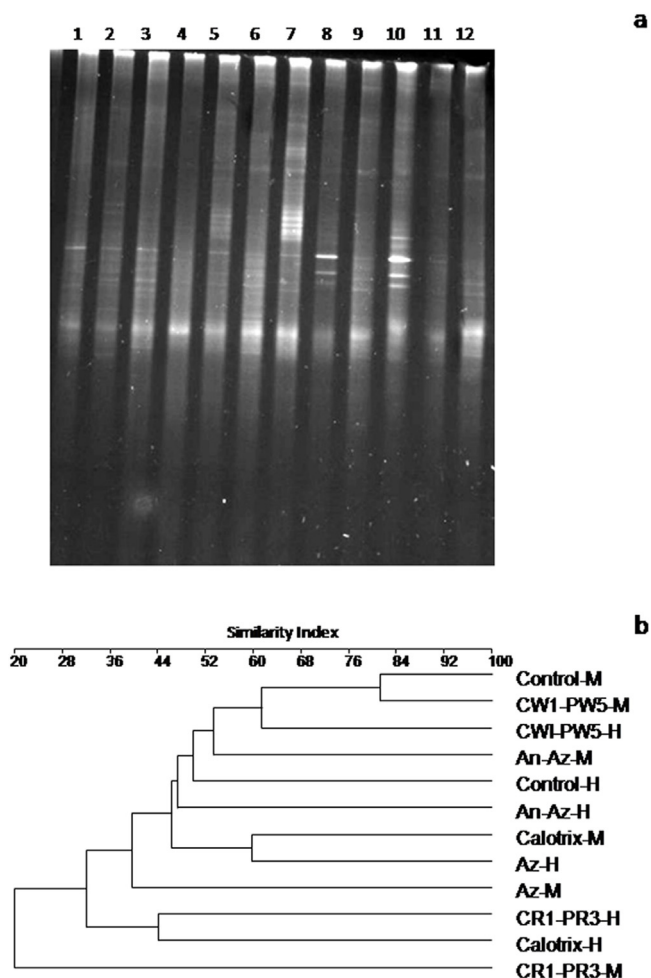 a
1 2 3 4 5 6 7 8 9 10 11 12
b
Similarity Index
20 28 36 44 52 60 68 76 84 92 100
Control-M
CW1-PW5-M
CWI-PW5-H
An-Az-M
Control-H
An-Az-H
Calotrix-M
Az-H
Az-M
CR1-PR3-H
Calotrix-H
CR1-PR3-M